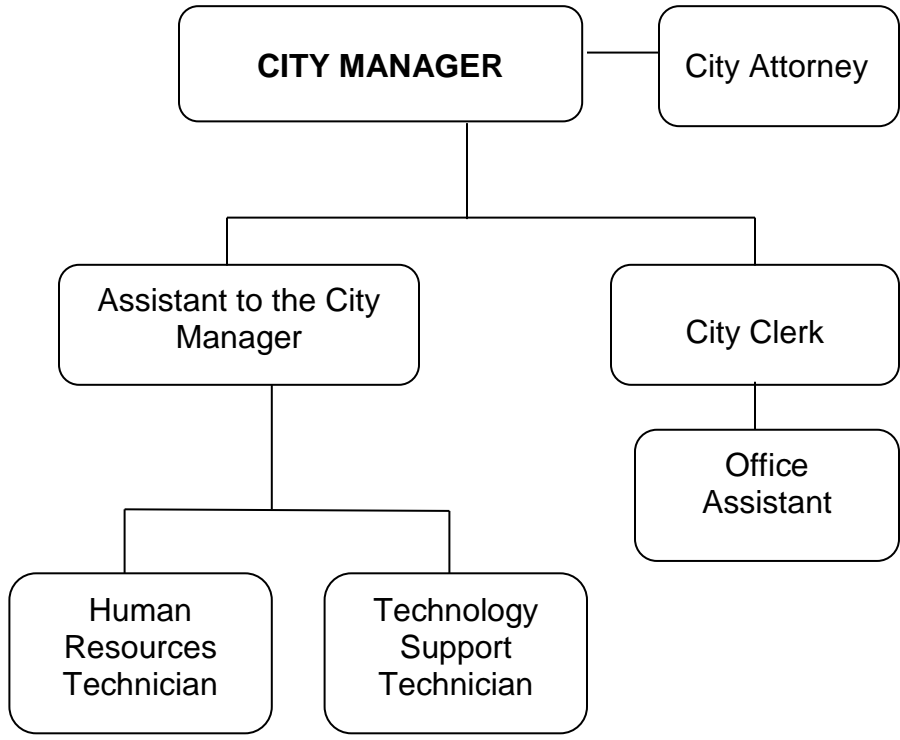 CITY MANAGER
City Attorney
Assistant to the City
Manager
City Clerk
Office
Assistant
Human
Resources
Technician
Technology
Support
Technician